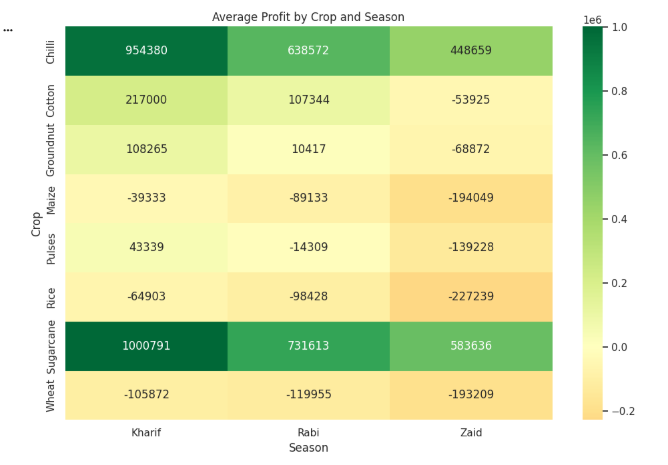 Average Profit by Crop and Season
...
1e6
Chilli 954380 638572 448659
Cotton 217000 107344 -53925
Groundnut 108265 10417 -68872
Maize -39333 -89133 -194049
Pulses 43339 -14309 -139228
Rice -64903 -98428 -227239
Sugarcane 1000791 731613 583636
Wheat -105872 -119955 -193209
Crop
Kharif Rabi Zaid
Season
1.0
0.8
0.6
0.4
0.2
0.0
−0.2